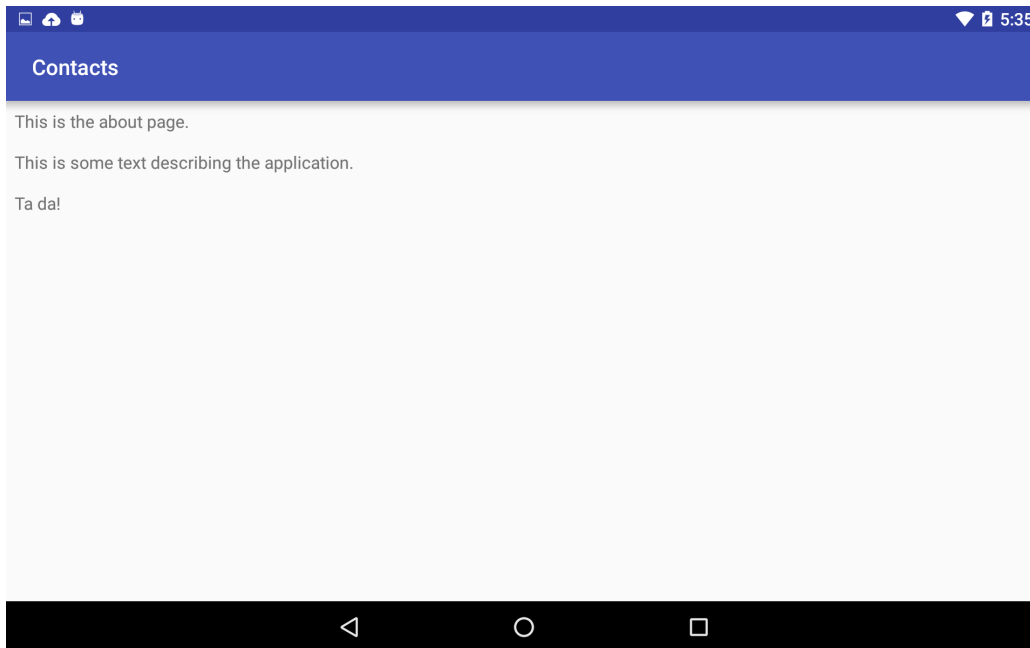 5:35
Contacts
This is the about page.
This is some text describing the application.
Ta da!